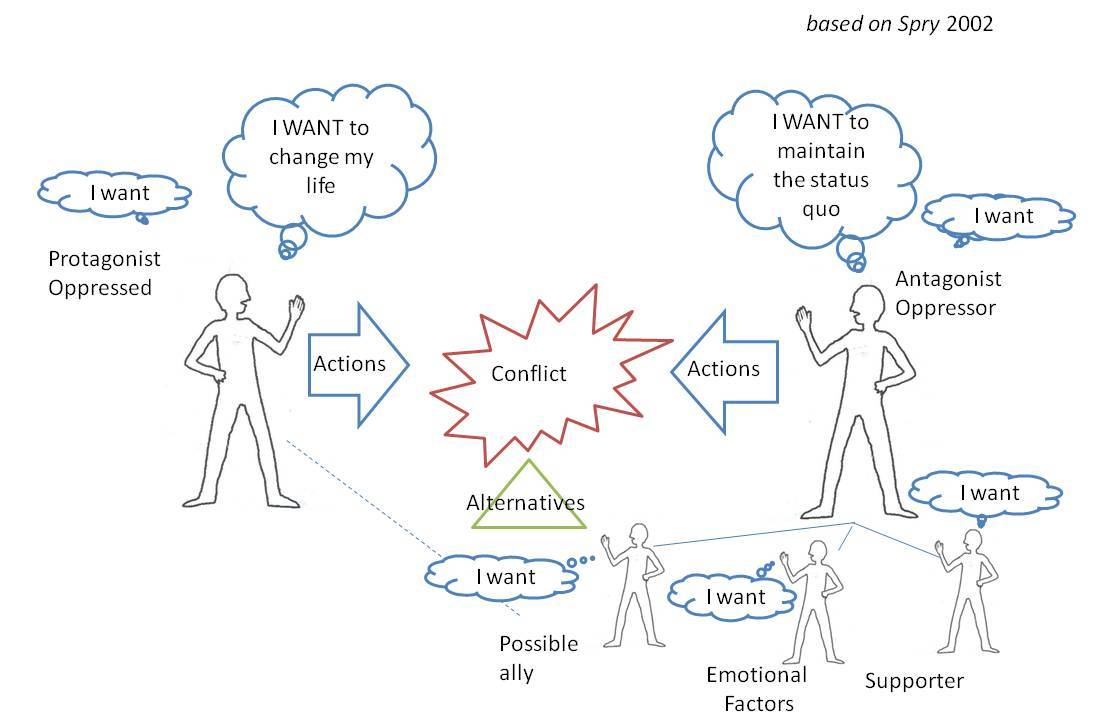 based on Spry 2002
I WANT to
change my
life
I WANT to
maintain
the status
quo
I want
I want
Protagonist
Oppressed
Antagonist
Oppressor
Actions
Conflict
Actions
Alternatives
I want
I want
I want
Possible
ally
Emotional
Factors
Supporter